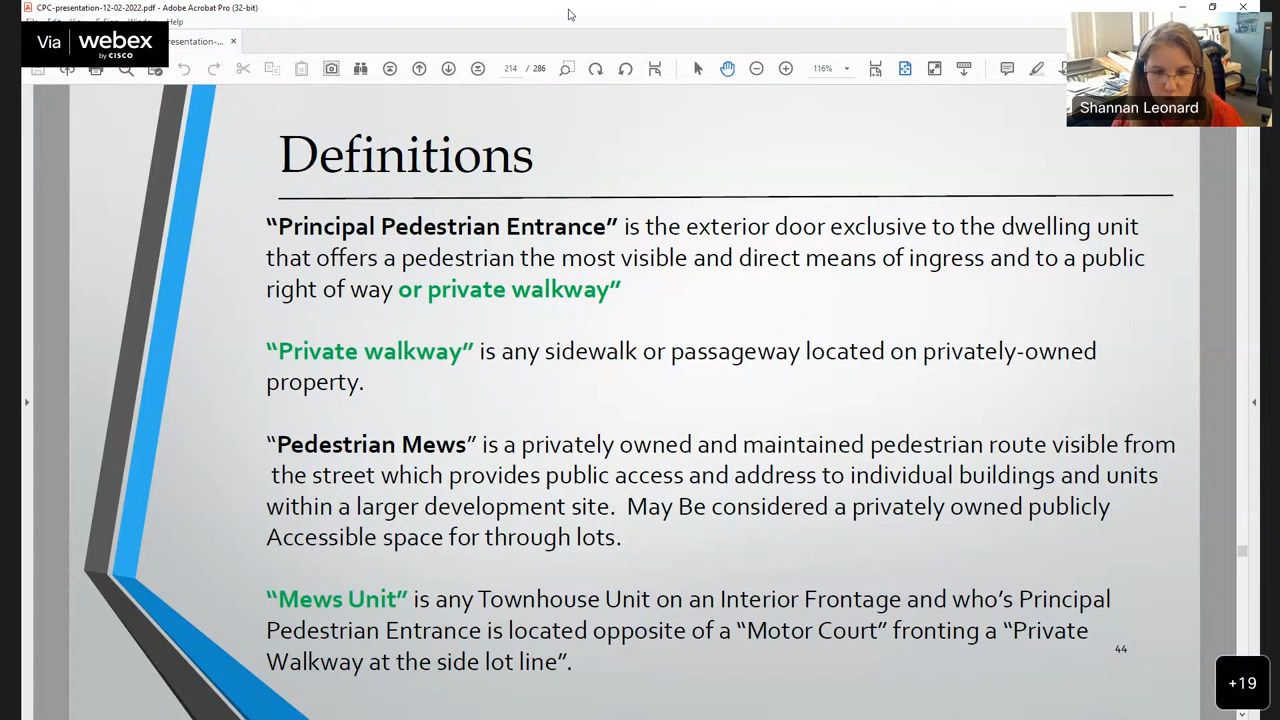 CPC-presentation-12-02-2022.pdf - Adobe Acrobat Pro (32-bit)
Window Help
Via webex
by CISCO
resentation-... ×
214 / 286
116%
Shannan Leonard
Definitions
“Principal Pedestrian Entrance” is the exterior door exclusive to the dwelling unit
that offers a pedestrian the most visible and direct means of ingress and to a public
right of way or private walkway”
“Private walkway” is any sidewalk or passageway located on privately-owned
property.
“Pedestrian Mews” is a privately owned and maintained pedestrian route visible from
the street which provides public access and address to individual buildings and units
within a larger development site. May Be considered a privately owned publicly
Accessible space for through lots.
“Mews Unit” is any Townhouse Unit on an Interior Frontage and who’s Principal
Pedestrian Entrance is located opposite of a “Motor Court” fronting a “Private
Walkway at the side lot line”.
44
+19